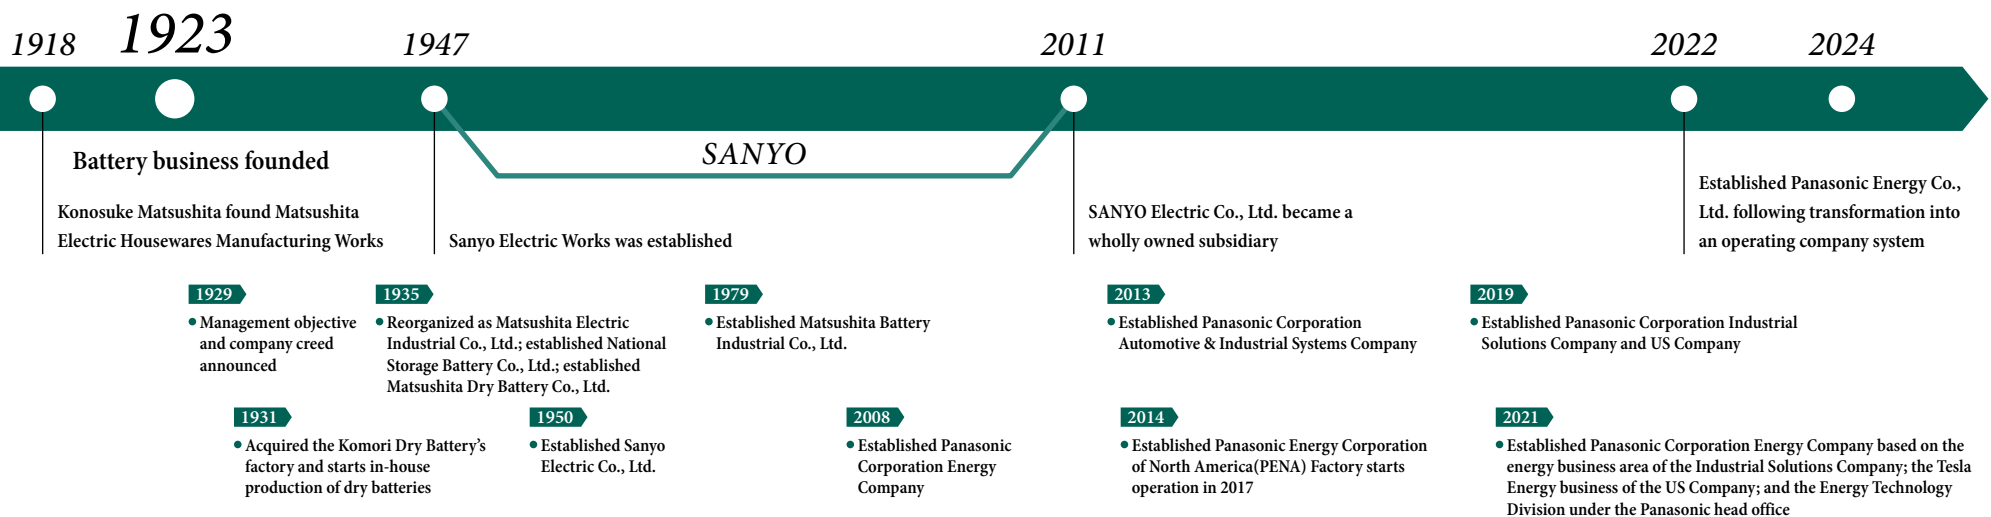 1918
1923
1947
2011
2022
2024
SANYO
Battery business founded
Konosuke Matsushita found Matsushita
Electric Housewares Manufacturing Works
Sanyo Electric Works was established
SANYO Electric Co., Ltd. became a
wholly owned subsidiary
Established Panasonic Energy Co.,
Ltd. following transformation into
an operating company system
1929
• Management objective
and company creed
announced
1935
• Reorganized as Matsushita Electric
Industrial Co., Ltd.; established National
Storage Battery Co., Ltd.; established
Matsushita Dry Battery Co., Ltd.
1979
• Established Matsushita Battery
Industrial Co., Ltd.
2013
• Established Panasonic Corporation
Automotive & Industrial Systems Company
2019
• Established Panasonic Corporation Industrial
Solutions Company and US Company
1931
• Acquired the Komori Dry Battery’s
factory and starts in-house
production of dry batteries
1950
• Established Sanyo
Electric Co., Ltd.
2008
• Established Panasonic
Corporation Energy
Company
2014
• Established Panasonic Energy Corporation
of North America(PENA) Factory starts
operation in 2017
2021
• Established Panasonic Corporation Energy Company based on the
energy business area of the Industrial Solutions Company; the Tesla
Energy business of the US Company; and the Energy Technology
Division under the Panasonic head office